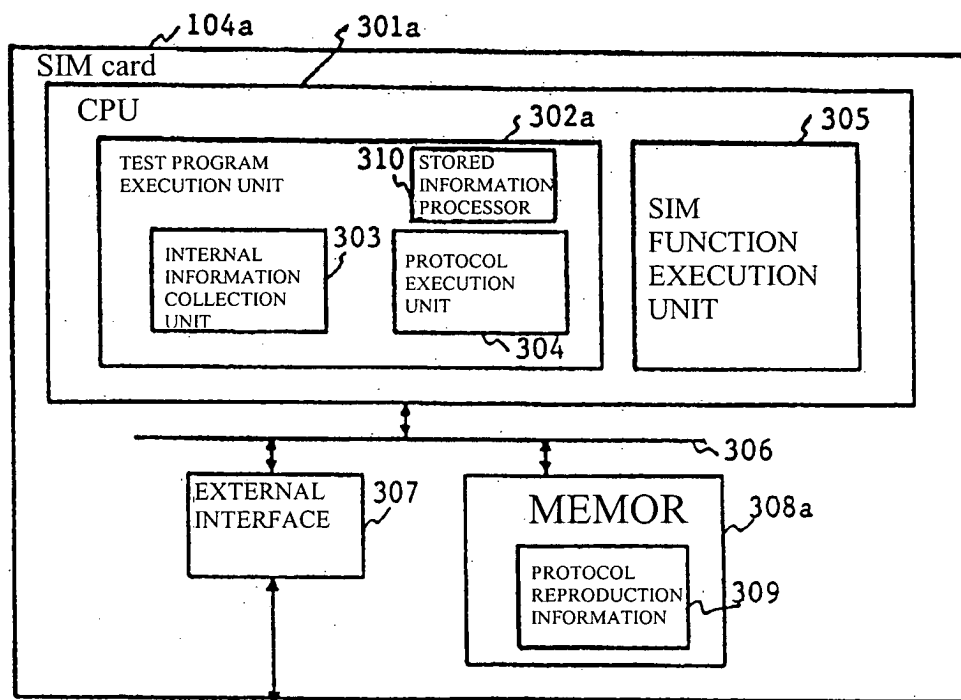 104a
301a
SIM card
CPU
302a
305
TEST PROGRAM
EXECUTION UNIT
310
STORED
INFORMATION
PROCESSOR
303
INTERNAL
INFORMATION
COLLECTION
UNIT
PROTOCOL
EXECUTION
UNIT
304
SIM
FUNCTION
EXECUTION
UNIT
306
EXTERNAL
INTERFACE
307
MEMOR
308a
PROTOCOL
REPRODUCTION
INFORMATION
309